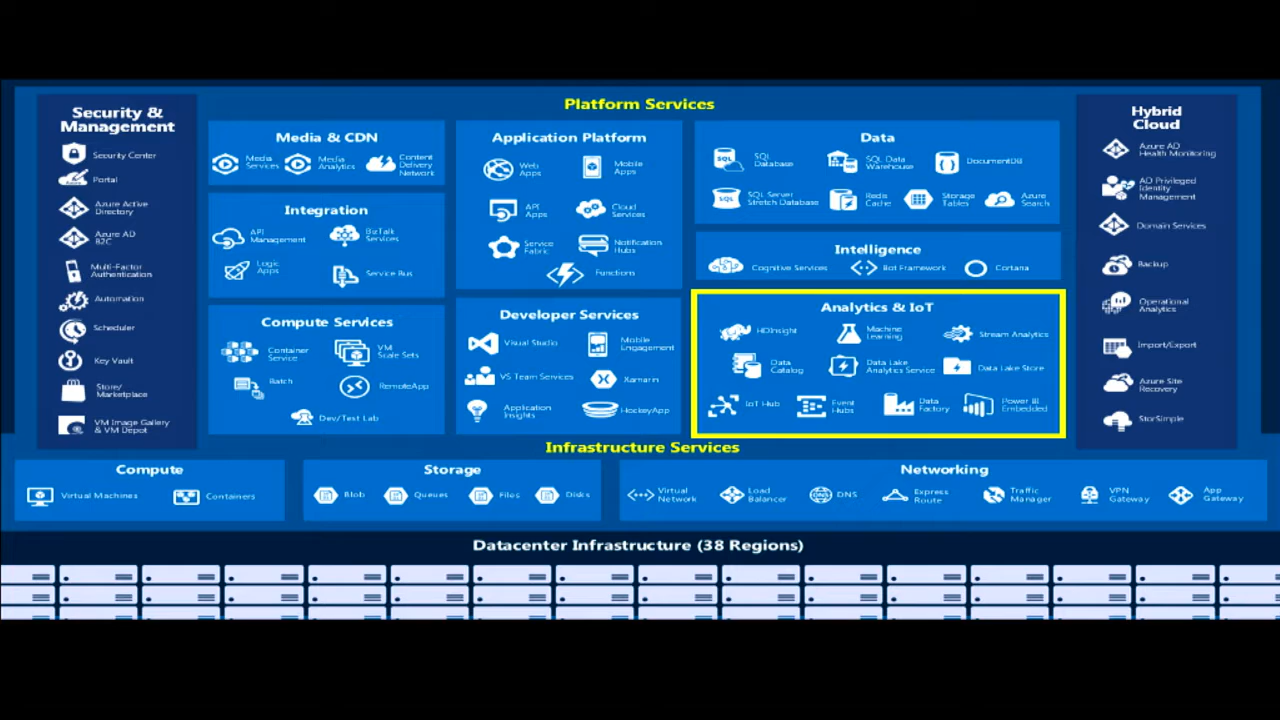 Platform Services
Security &
Management
Security Center
Portal
Azure Active
Directory
Azure AD
B2C
Multi-Factor
Authentication
Automation
Scheduler
Key Vault
Store/
Marketplace
VM Image Gallery
& VM Depot
Media & CDN
Media
Services
Media
Analytics
Content
Delivery
Network
Integration
API
Management
BizTalk
Services
Logic
Apps
Service Bus
Compute Services
Container
Service
VM
Scale Sets
Batch
RemoteApp
Dev/Test Lab
Application Platform
Web
Apps
Mobile
Apps
API
Apps
Cloud
Services
Service
Fabric
Notification
Hubs
Functions
Developer Services
Visual Studio
Mobile
Engagement
VS Team Services
Xamarin
Application
Insights
HockeyApp
Data
SQL
Database
SQL Data
Warehouse
DocumentDB
SQL Server
Stretch Database
Redis
Cache
Storage
Tables
Azure
Search
Intelligence
Cognitive Services
Bot Framework
Cortana
Analytics & IoT
HDInsight
Machine
Learning
Stream Analytics
Data
Catalog
Data Lake
Analytics Service
Data Lake Store
IoT Hub
Event
Hubs
Data
Factory
Power BI
Embedded
Hybrid
Cloud
Azure AD
Health Monitoring
AD Privileged
Identity
Management
Domain Services
Backup
Operational
Analytics
Import/Export
Azure Site
Recovery
StorSimple
Infrastructure Services
Compute
Virtual Machines
Containers
Storage
Blob
Queues
Files
Disks
Networking
Virtual
Network
Load
Balancer
DNS
Express
Route
Traffic
Manager
VPN
Gateway
App
Gateway
Datacenter Infrastructure (38 Regions)